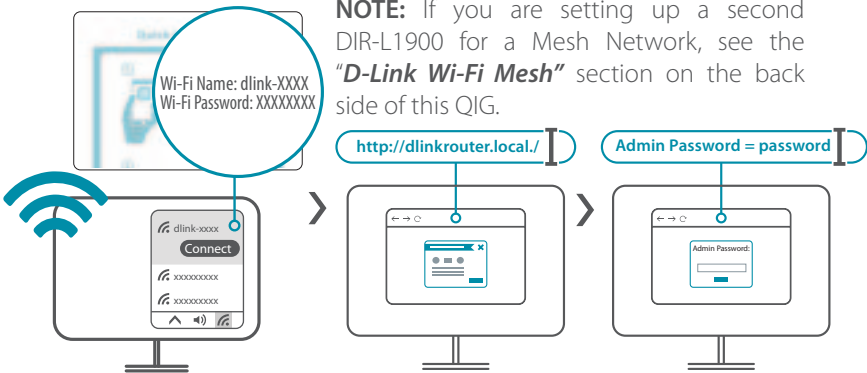 NOTE: If you are setting up a second
DIR-L1900 for a Mesh Network, see the
“D-Link Wi-Fi Mesh” section on the back
side of this QIG.
Wi-Fi Name: dlink-XXXX
Wi-Fi Password: XXXXXXXX
http://dlinkrouter.local./
Admin Password = password
dlink-xxxx
Connect
xxxxxxxxx
xxxxxxxxx
Admin Password: